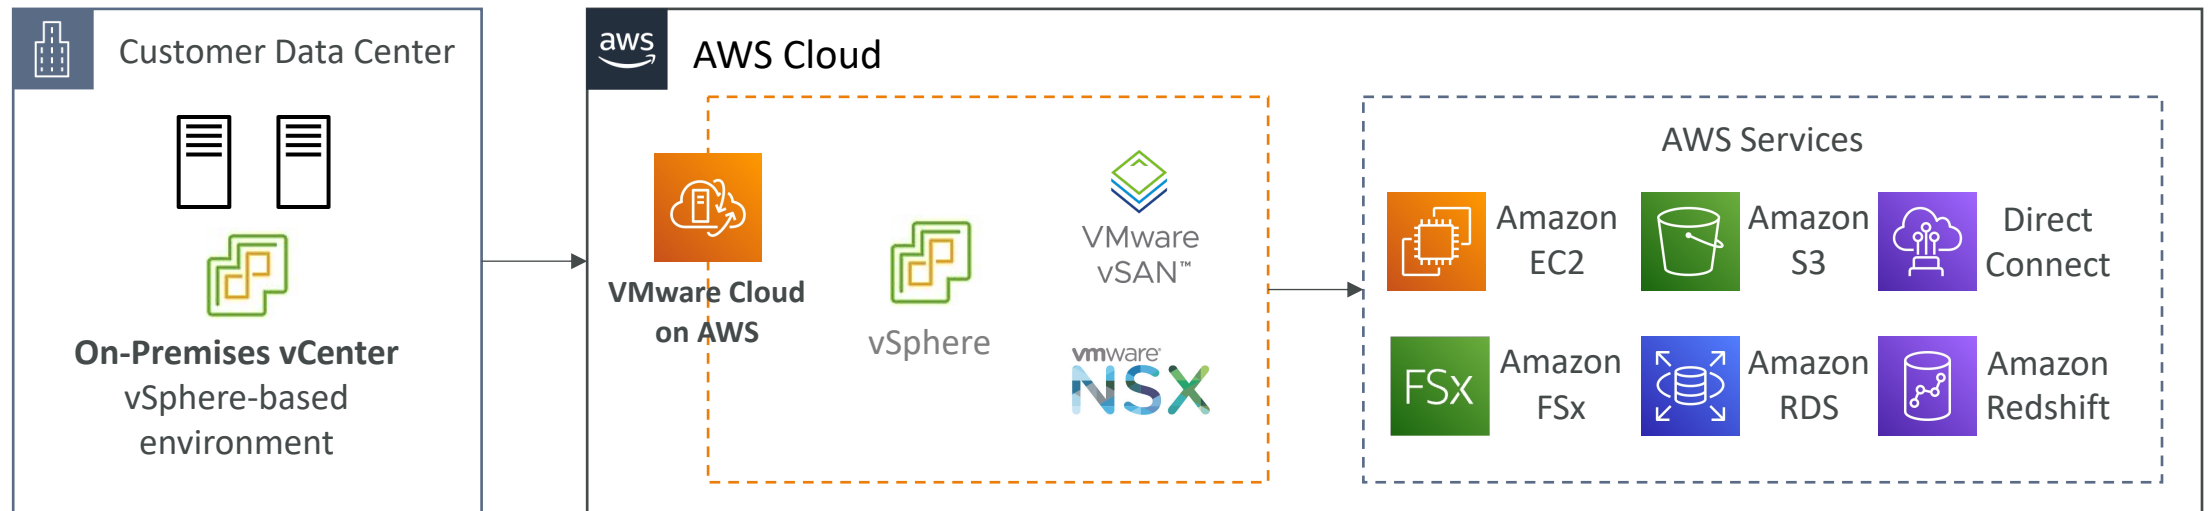 Customer Data Center
On-Premises vCenter
vSphere-based
environment
aws
AWS Cloud
VMware Cloud
on AWS
vSphere
VMware
vSAN™
vmware®
NSX
AWS Services
Amazon
EC2
Amazon
S3
Direct
Connect
FSx
Amazon
FSx
Amazon
RDS
Amazon
Redshift